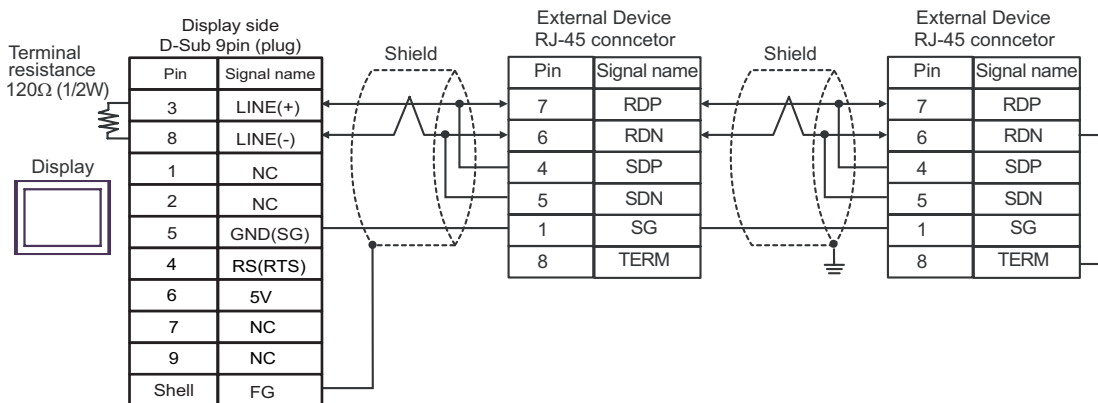 Terminal
resistance
120Ω (1/2W)
Display
Display side
D-Sub 9pin (plug)
Pin Signal name
3 LINE(+)
8 LINE(-)
1 NC
2 NC
5 GND(SG)
4 RS(RTS)
6 5V
7 NC
9 NC
Shell FG
Shield
External Device
RJ-45 conncetor
Pin Signal name
7 RDP
6 RDN
4 SDP
5 SDN
1 SG
8 TERM
Shield
External Device
RJ-45 conncetor
Pin Signal name
7 RDP
6 RDN
4 SDP
5 SDN
1 SG
8 TERM